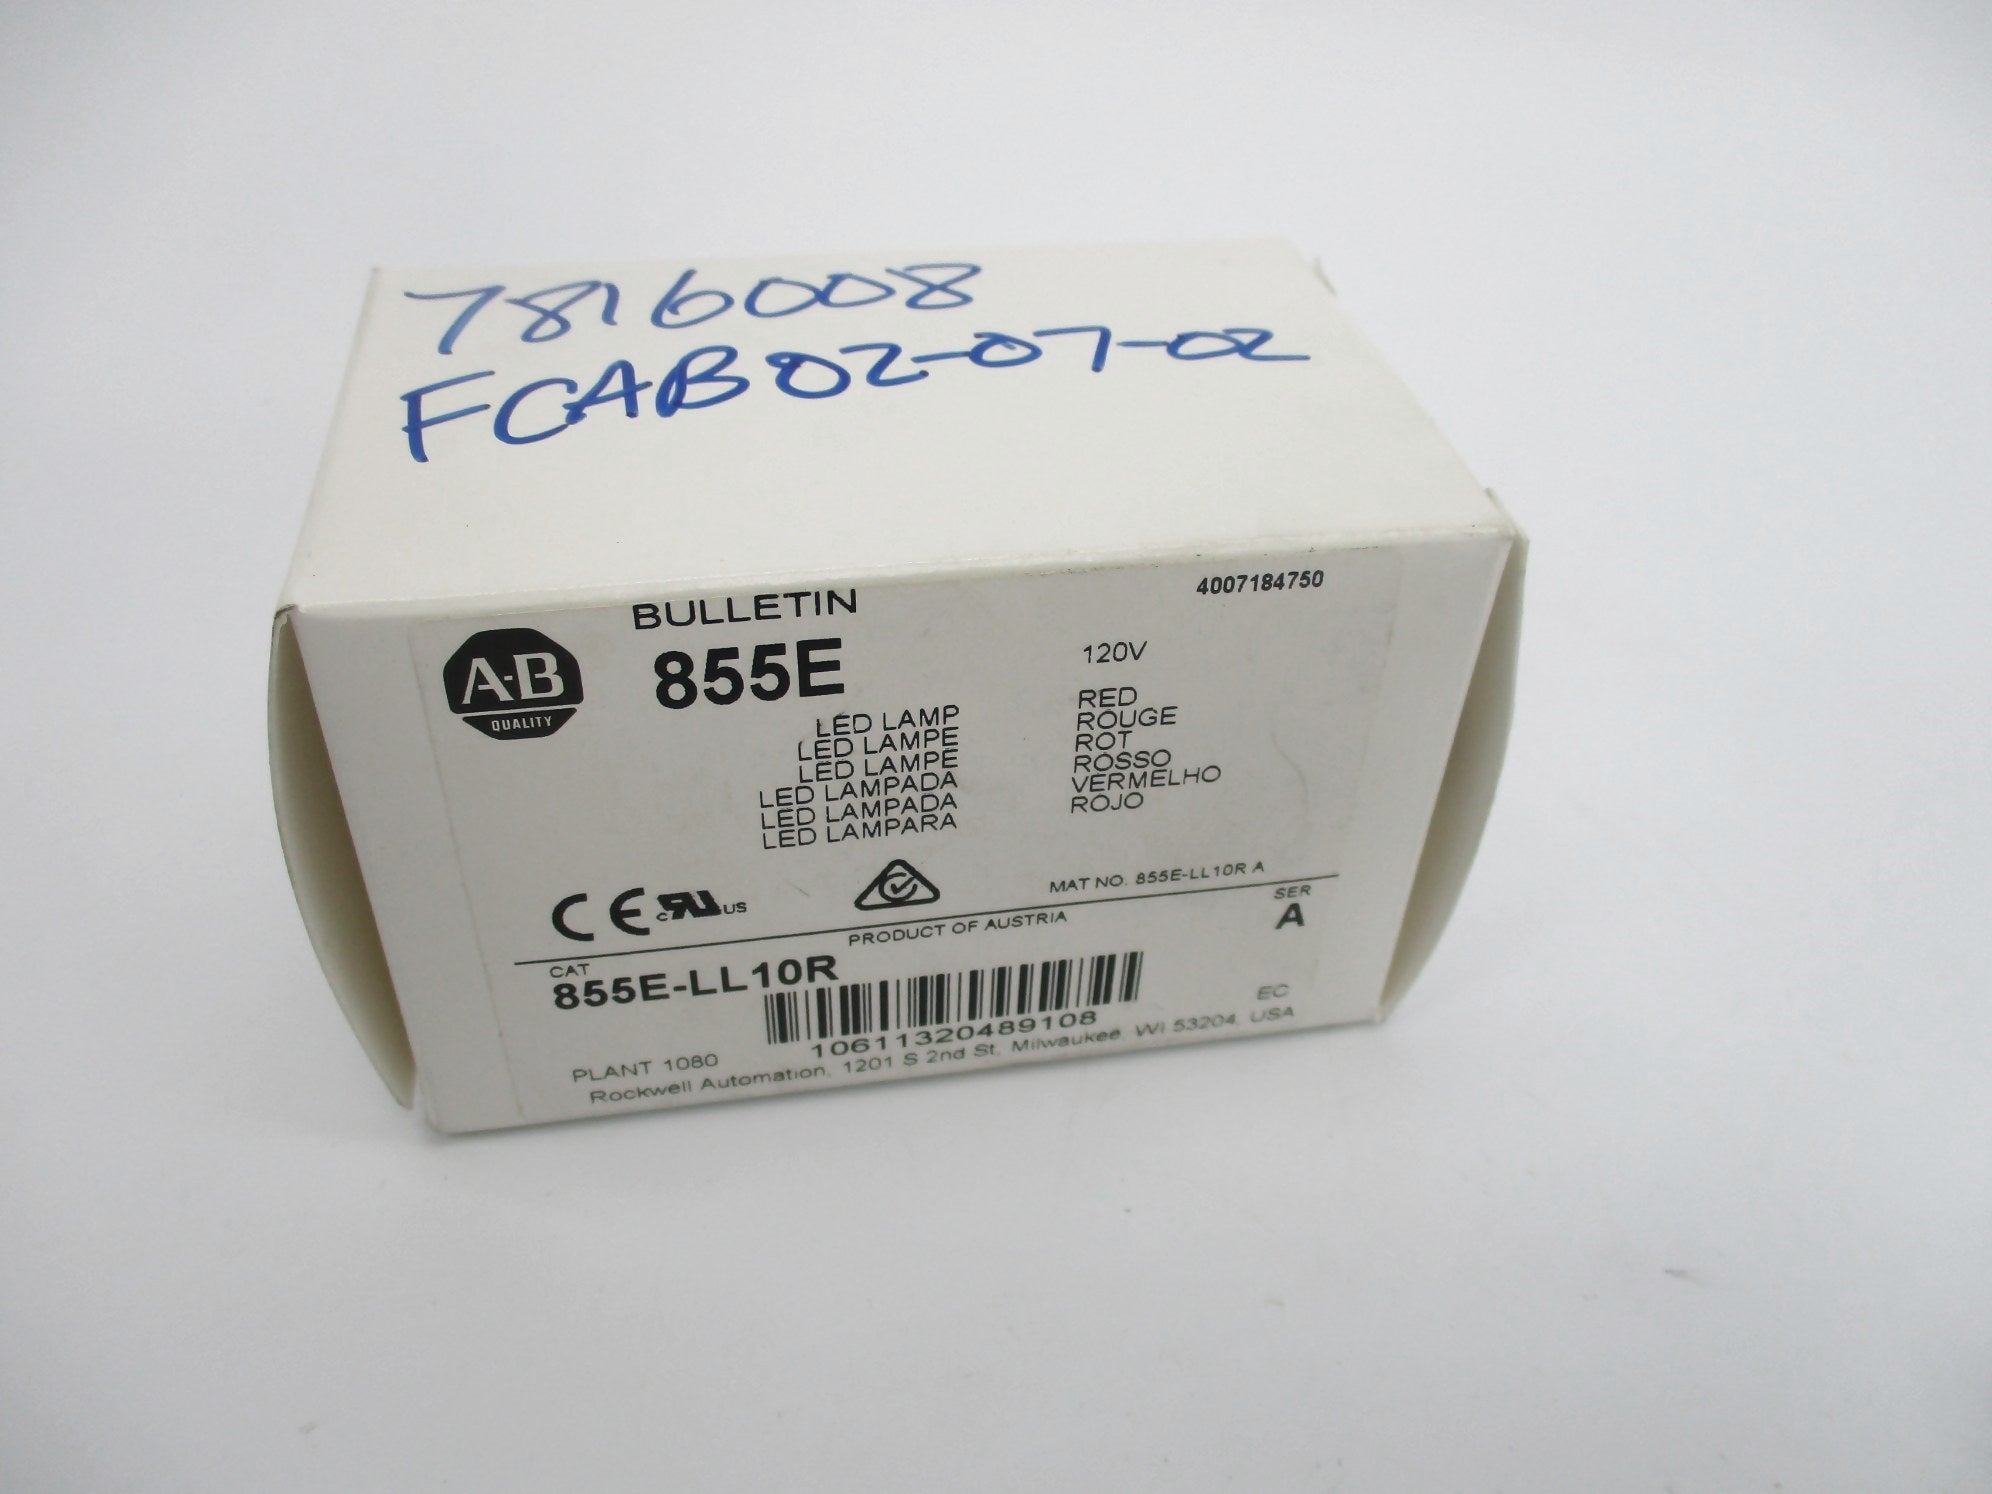 7816008
FCAB02-07-02
4007184750
BULLETIN
855E
A-B
QUALITY
120V
LED LAMP RED
LED LAMPE ROUGE
LED LAMPE ROT
LED LAMPADA ROSSO
LED LAMPADA VERMELHO
LED LAMPARA ROJO
CE c RU US
MAT NO. 855E-LL10R A
PRODUCT OF AUSTRIA
SER
A
CAT
855E-LL10R
10611320489108
EC
PLANT 1080
Rockwell Automation, 1201 S 2nd St, Milwaukee, WI 53204, USA